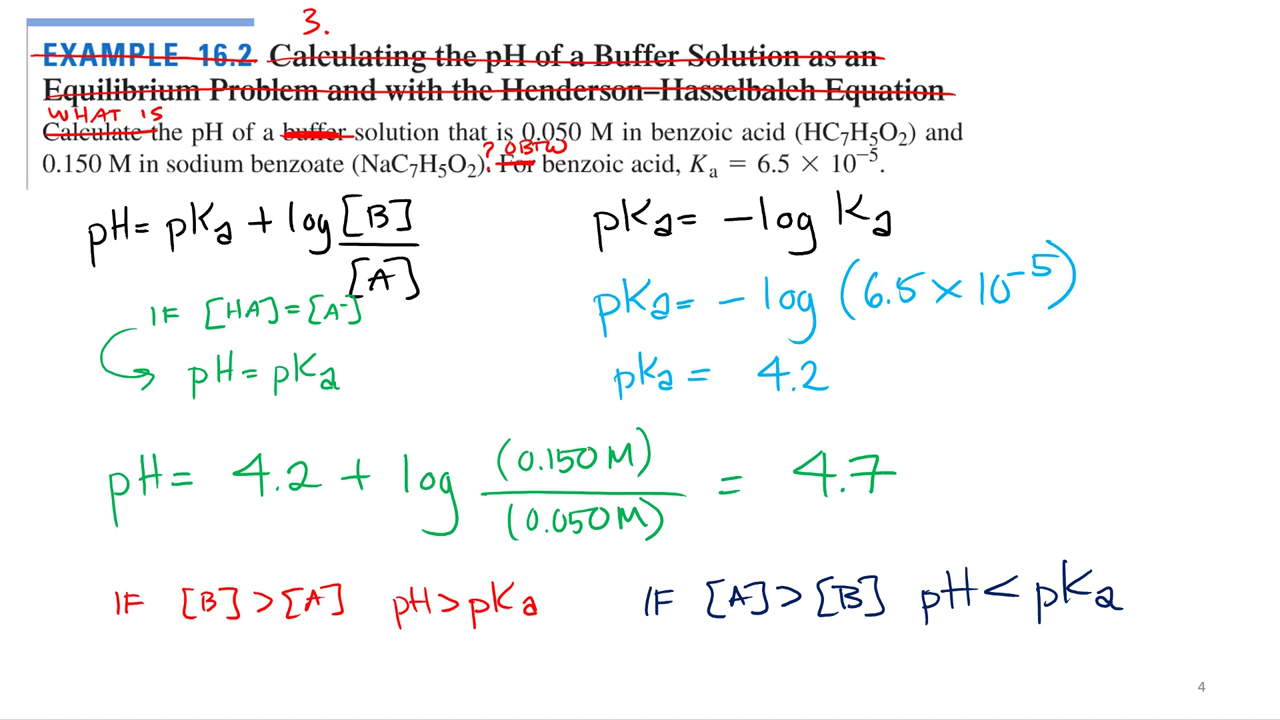 3.
EXAMPLE 16.2 Calculating the pH of a Buffer Solution as an
Equilibrium Problem and with the Henderson–Hasselbalch Equation
WHAT IS
Calculate the pH of a buffer solution that is 0.050 M in benzoic acid (HC₇H₅O₂) and
? OBTW
0.150 M in sodium benzoate (NaC₇H₅O₂). For benzoic acid, Kₐ = 6.5 × 10⁻⁵.
pH = pKa + log [B]/[A]
pKa = -log Ka
IF [HA] = [A⁻]
pH = pKa
pKa = - log (6.5 × 10⁻⁵)
pKa = 4.2
pH = 4.2 + log (0.150 M)/(0.050 M) = 4.7
IF [B] > [A] pH > pKa
IF [A] > [B] pH < pKa
4